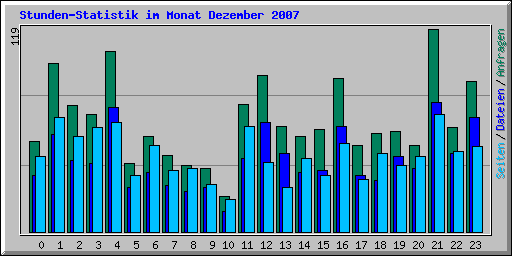 Stunden-Statistik im Monat Dezember 2007
119
Seiten/Dateien/Anfragen
0 1 2 3 4 5 6 7 8 9 10 11 12 13 14 15 16 17 18 19 20 21 22 23